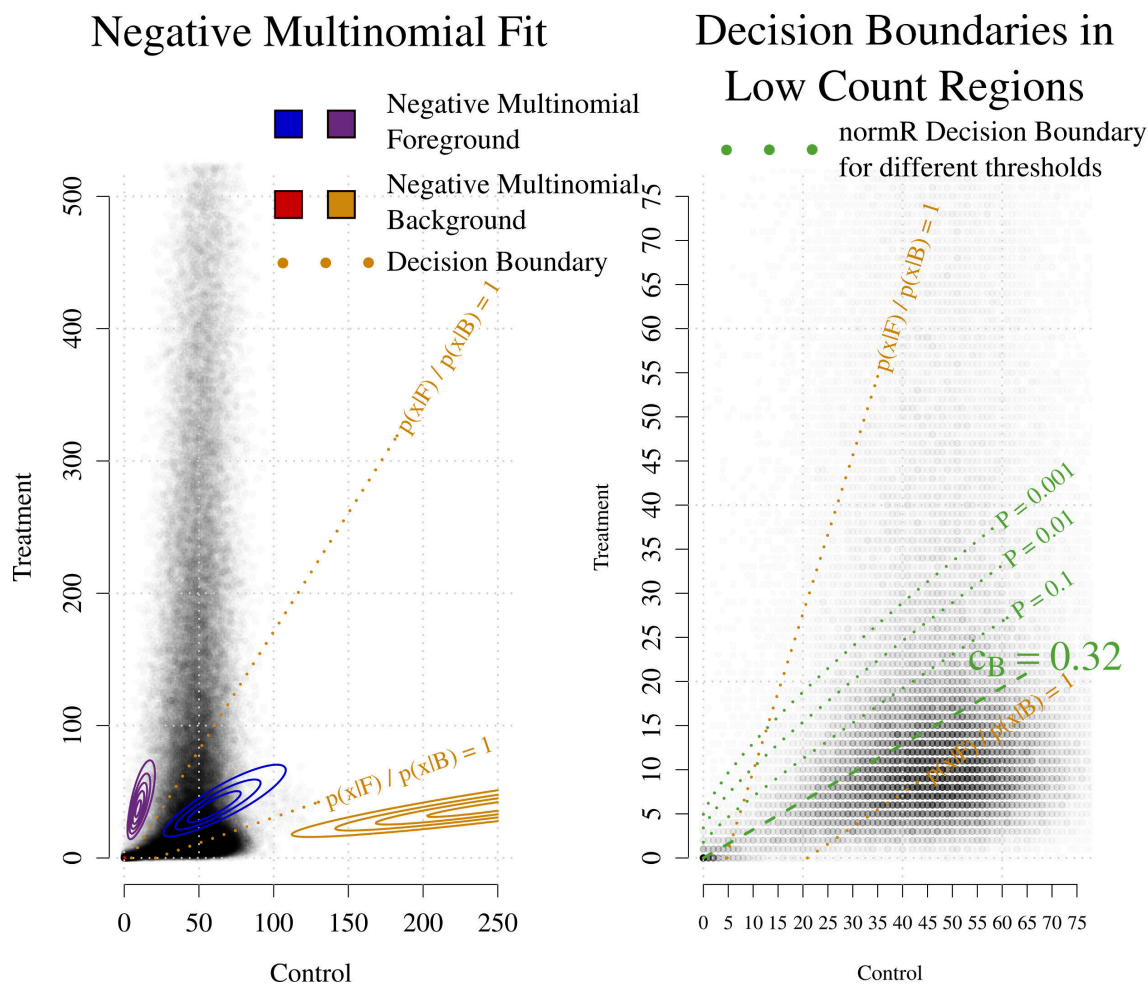 Negative Multinomial Fit
Negative Multinomial
Foreground
Negative Multinomial
Background
Decision Boundary
p(x|F) / p(x|B) = 1
p(x|F) / p(x|B) = 1
Treatment
0
100
200
300
400
500
0
50
100
150
200
250
Control
Decision Boundaries in
Low Count Regions
normR Decision Boundary
for different thresholds
p(x|F) / p(x|B) = 1
P = 0.001
P = 0.01
P = 0.1
c_B = 0.32
p(x|F) / p(x|B) = 1
Treatment
0
5
10
15
20
25
30
35
40
45
50
55
60
65
70
75
0
5
10
15
20
25
30
35
40
45
50
55
60
65
70
75
Control